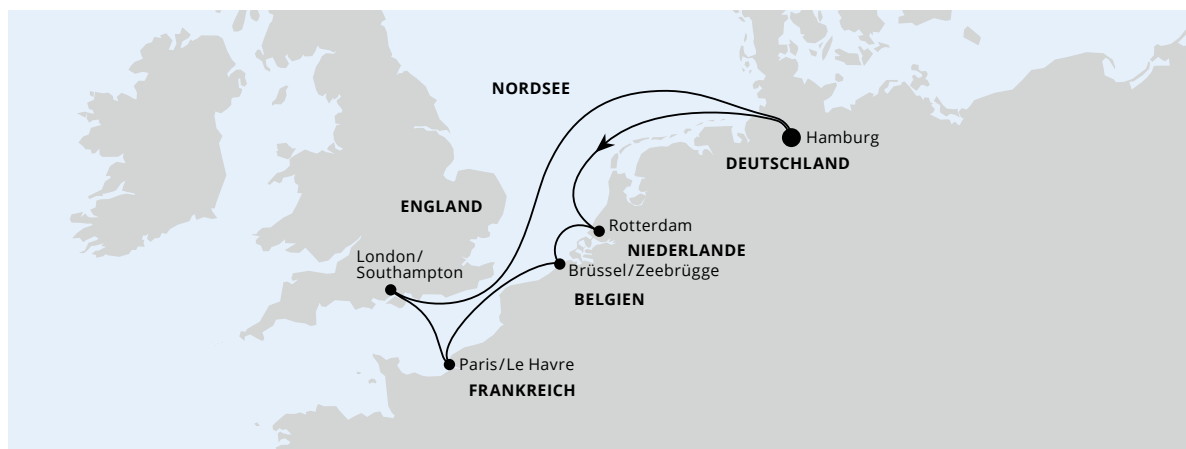 NORDSEE
Hamburg
DEUTSCHLAND
ENGLAND
Rotterdam
NIEDERLANDE
London/
Southampton
Brüssel/Zeebrügge
BELGIEN
Paris/Le Havre
FRANKREICH